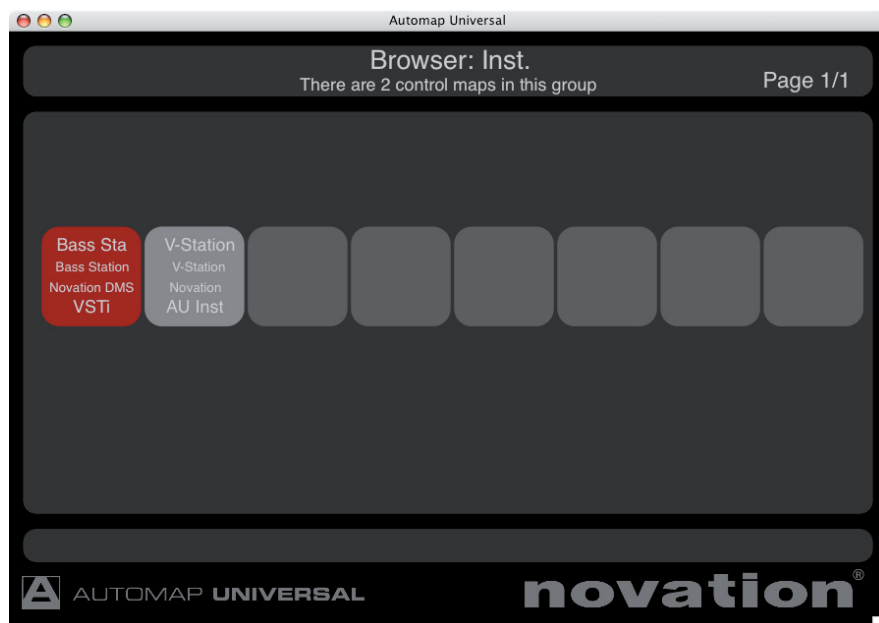 Automap Universal
Browser: Inst.
There are 2 control maps in this group
Page 1/1
Bass Sta
Bass Station
Novation DMS
VSTi
V-Station
V-Station
Novation
AU Inst
A AUTOMAP UNIVERSAL
novation®